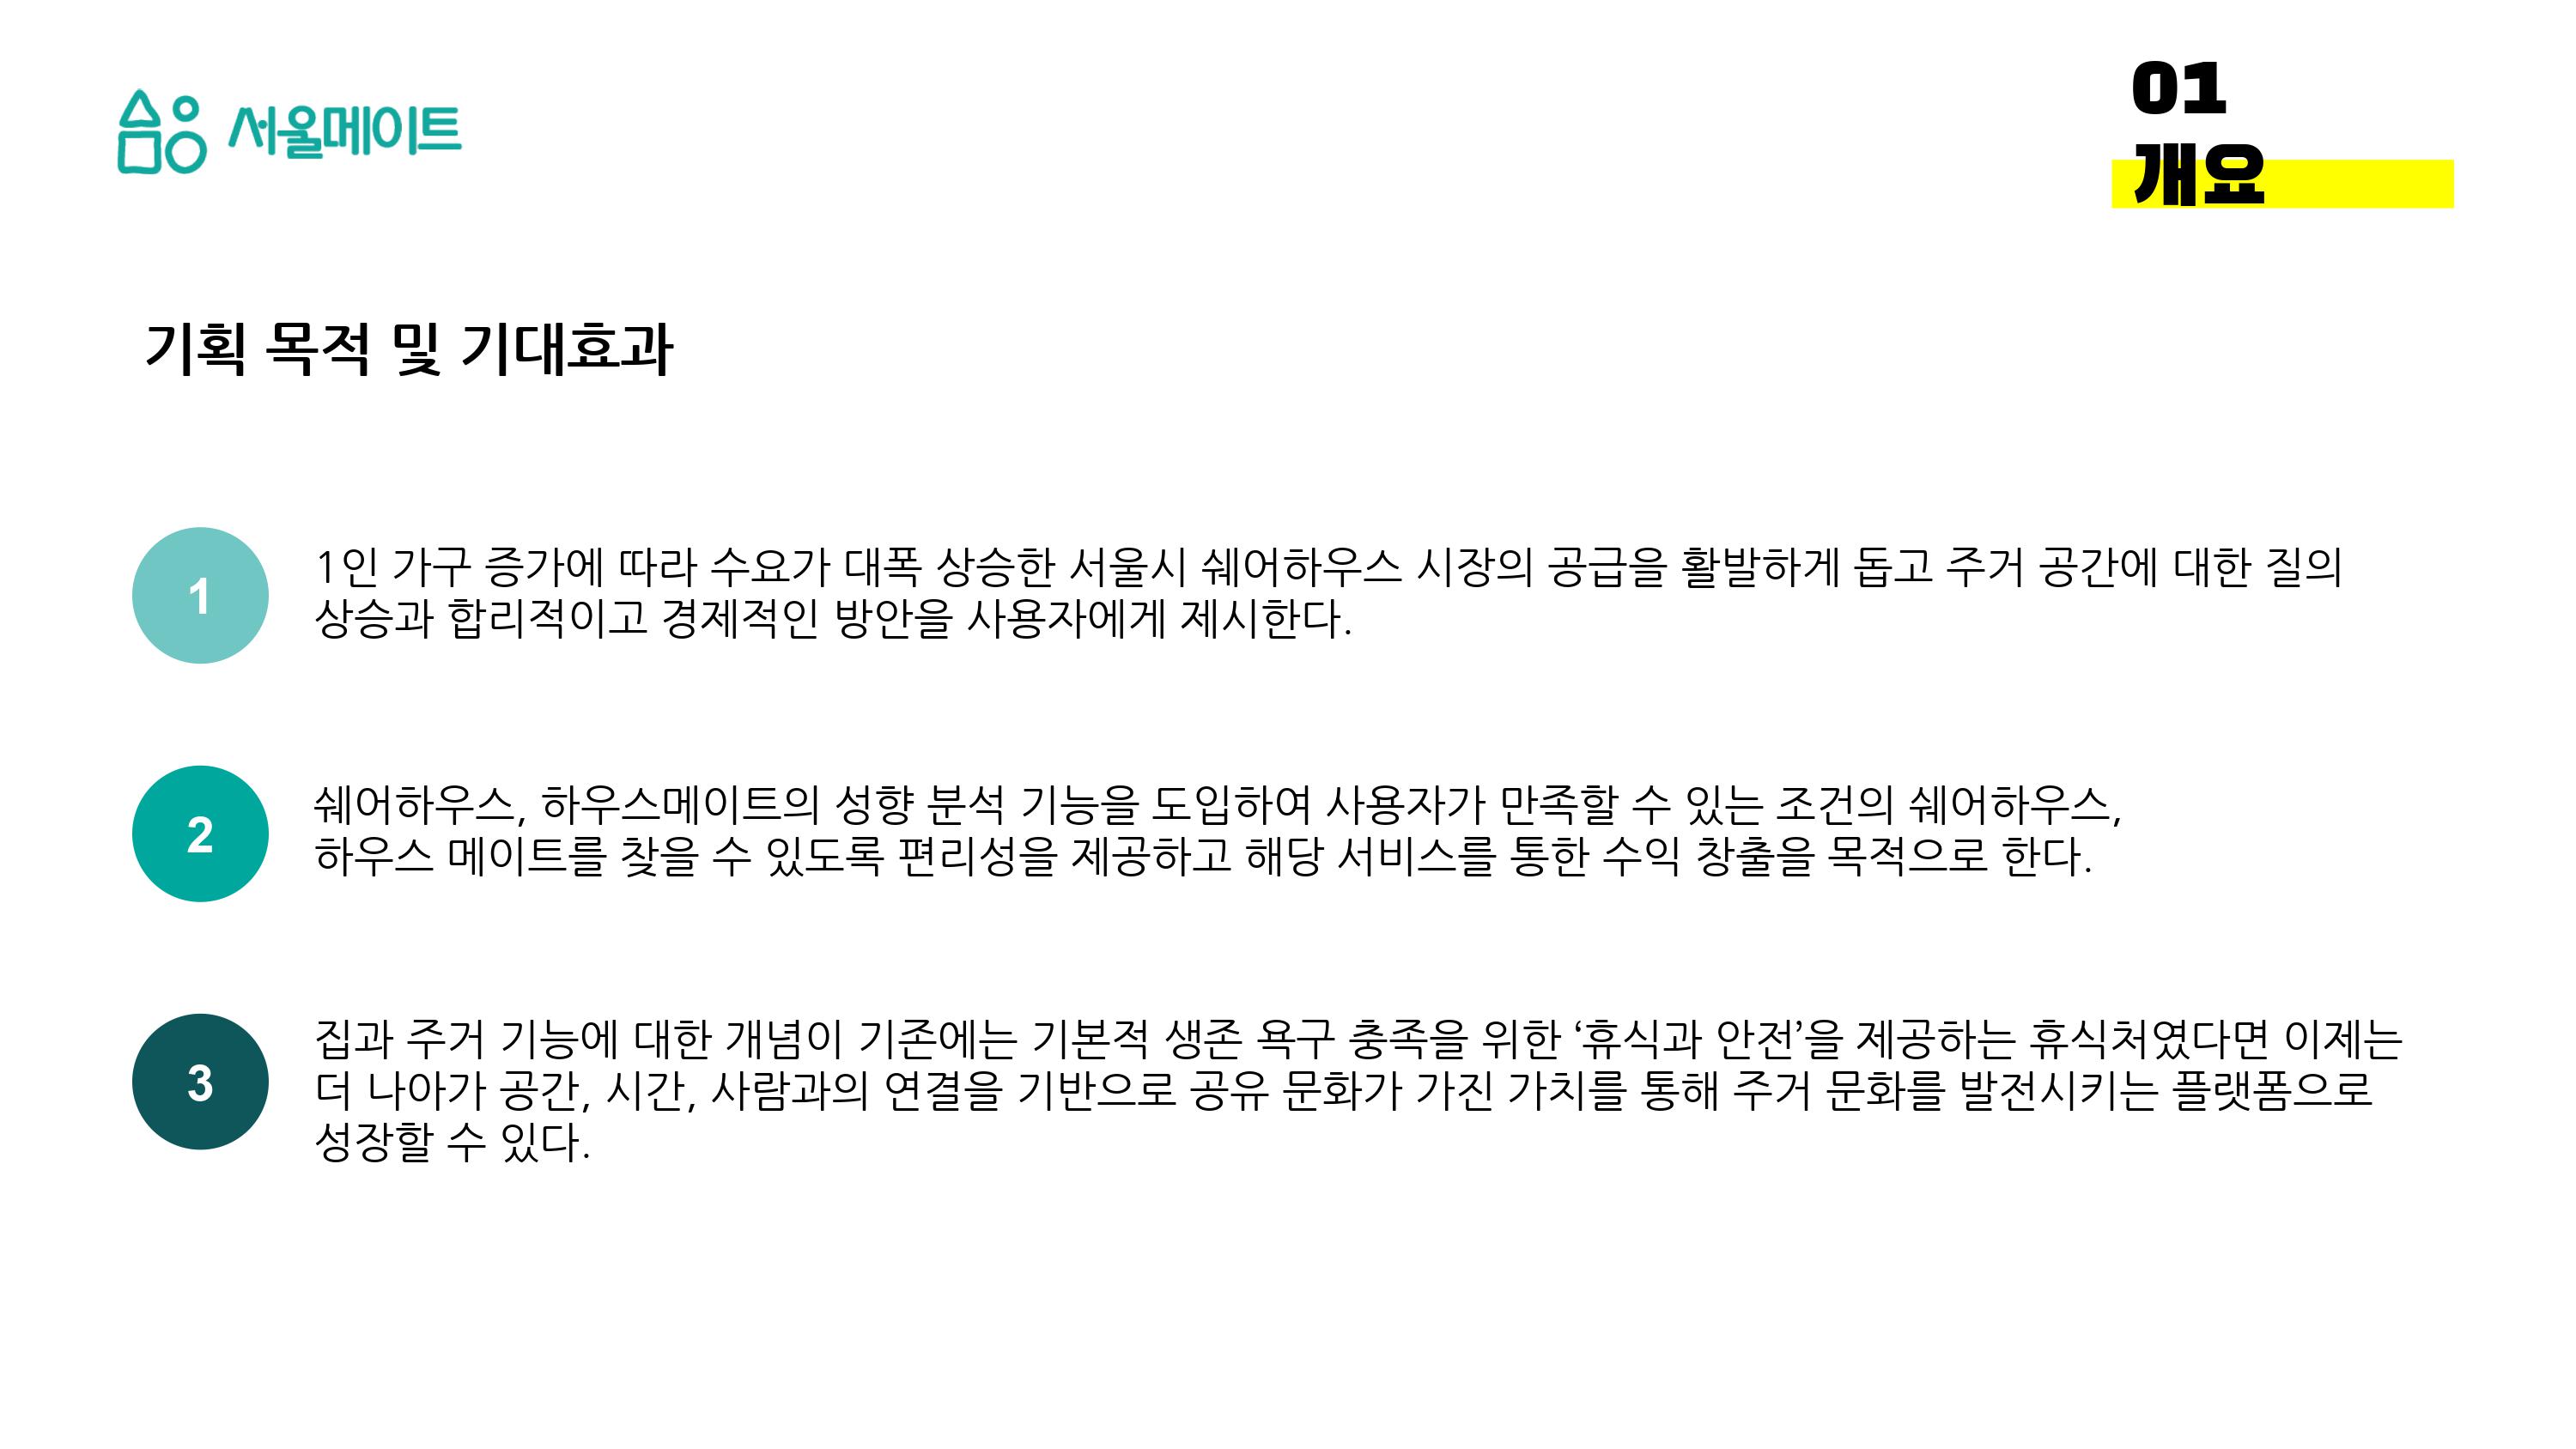 서울메이트
01
개요
기획 목적 및 기대효과
1
1인 가구 증가에 따라 수요가 대폭 상승한 서울시 쉐어하우스 시장의 공급을 활발하게 돕고 주거 공간에 대한 질의
상승과 합리적이고 경제적인 방안을 사용자에게 제시한다.
2
쉐어하우스, 하우스메이트의 성향 분석 기능을 도입하여 사용자가 만족할 수 있는 조건의 쉐어하우스,
하우스 메이트를 찾을 수 있도록 편리성을 제공하고 해당 서비스를 통한 수익 창출을 목적으로 한다.
3
집과 주거 기능에 대한 개념이 기존에는 기본적 생존 욕구 충족을 위한 ‘휴식과 안전’을 제공하는 휴식처였다면 이제는
더 나아가 공간, 시간, 사람과의 연결을 기반으로 공유 문화가 가진 가치를 통해 주거 문화를 발전시키는 플랫폼으로
성장할 수 있다.